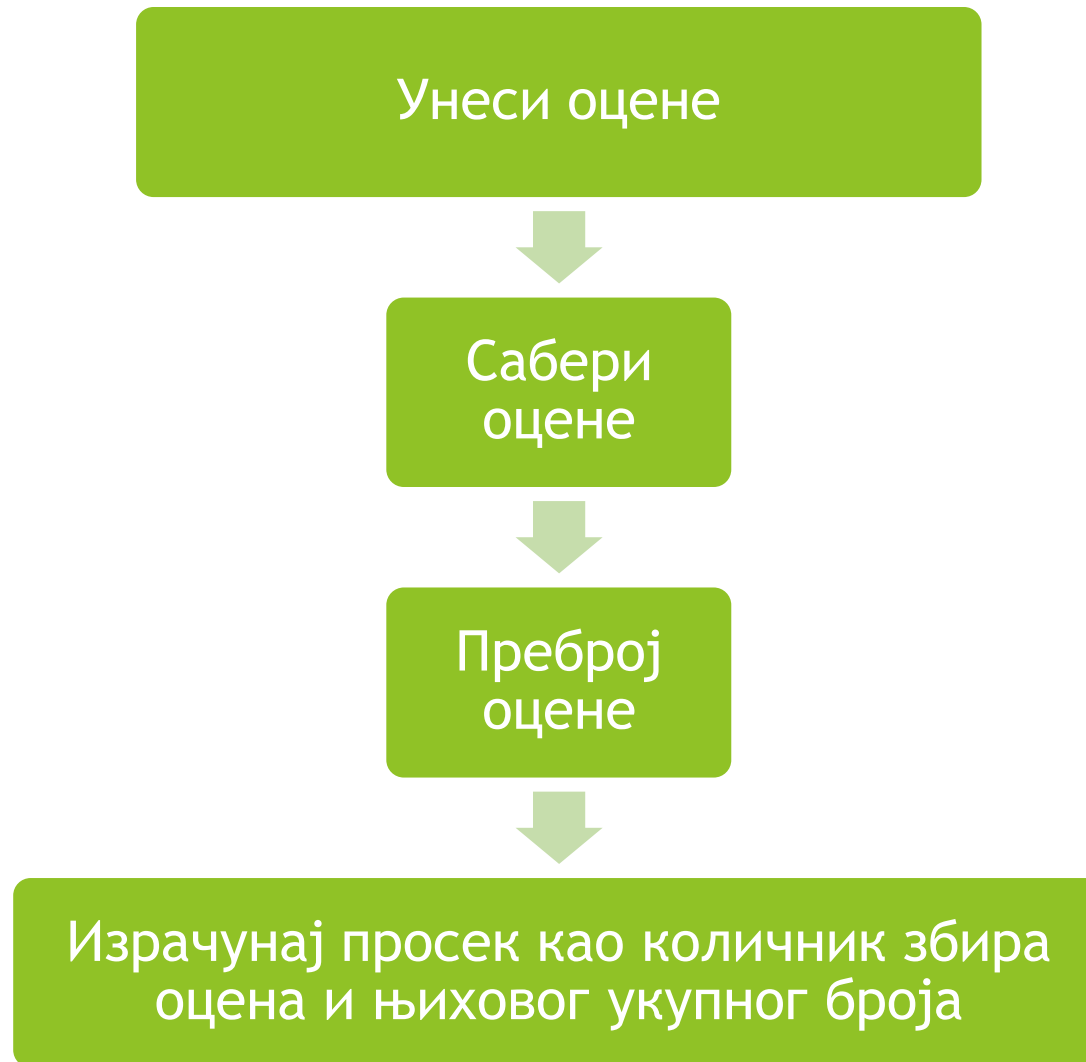 Унеси оцене
Сабери
оцене
Преброј
оцене
Израчунај просек као количник збира
оцена и њиховог укупног броја